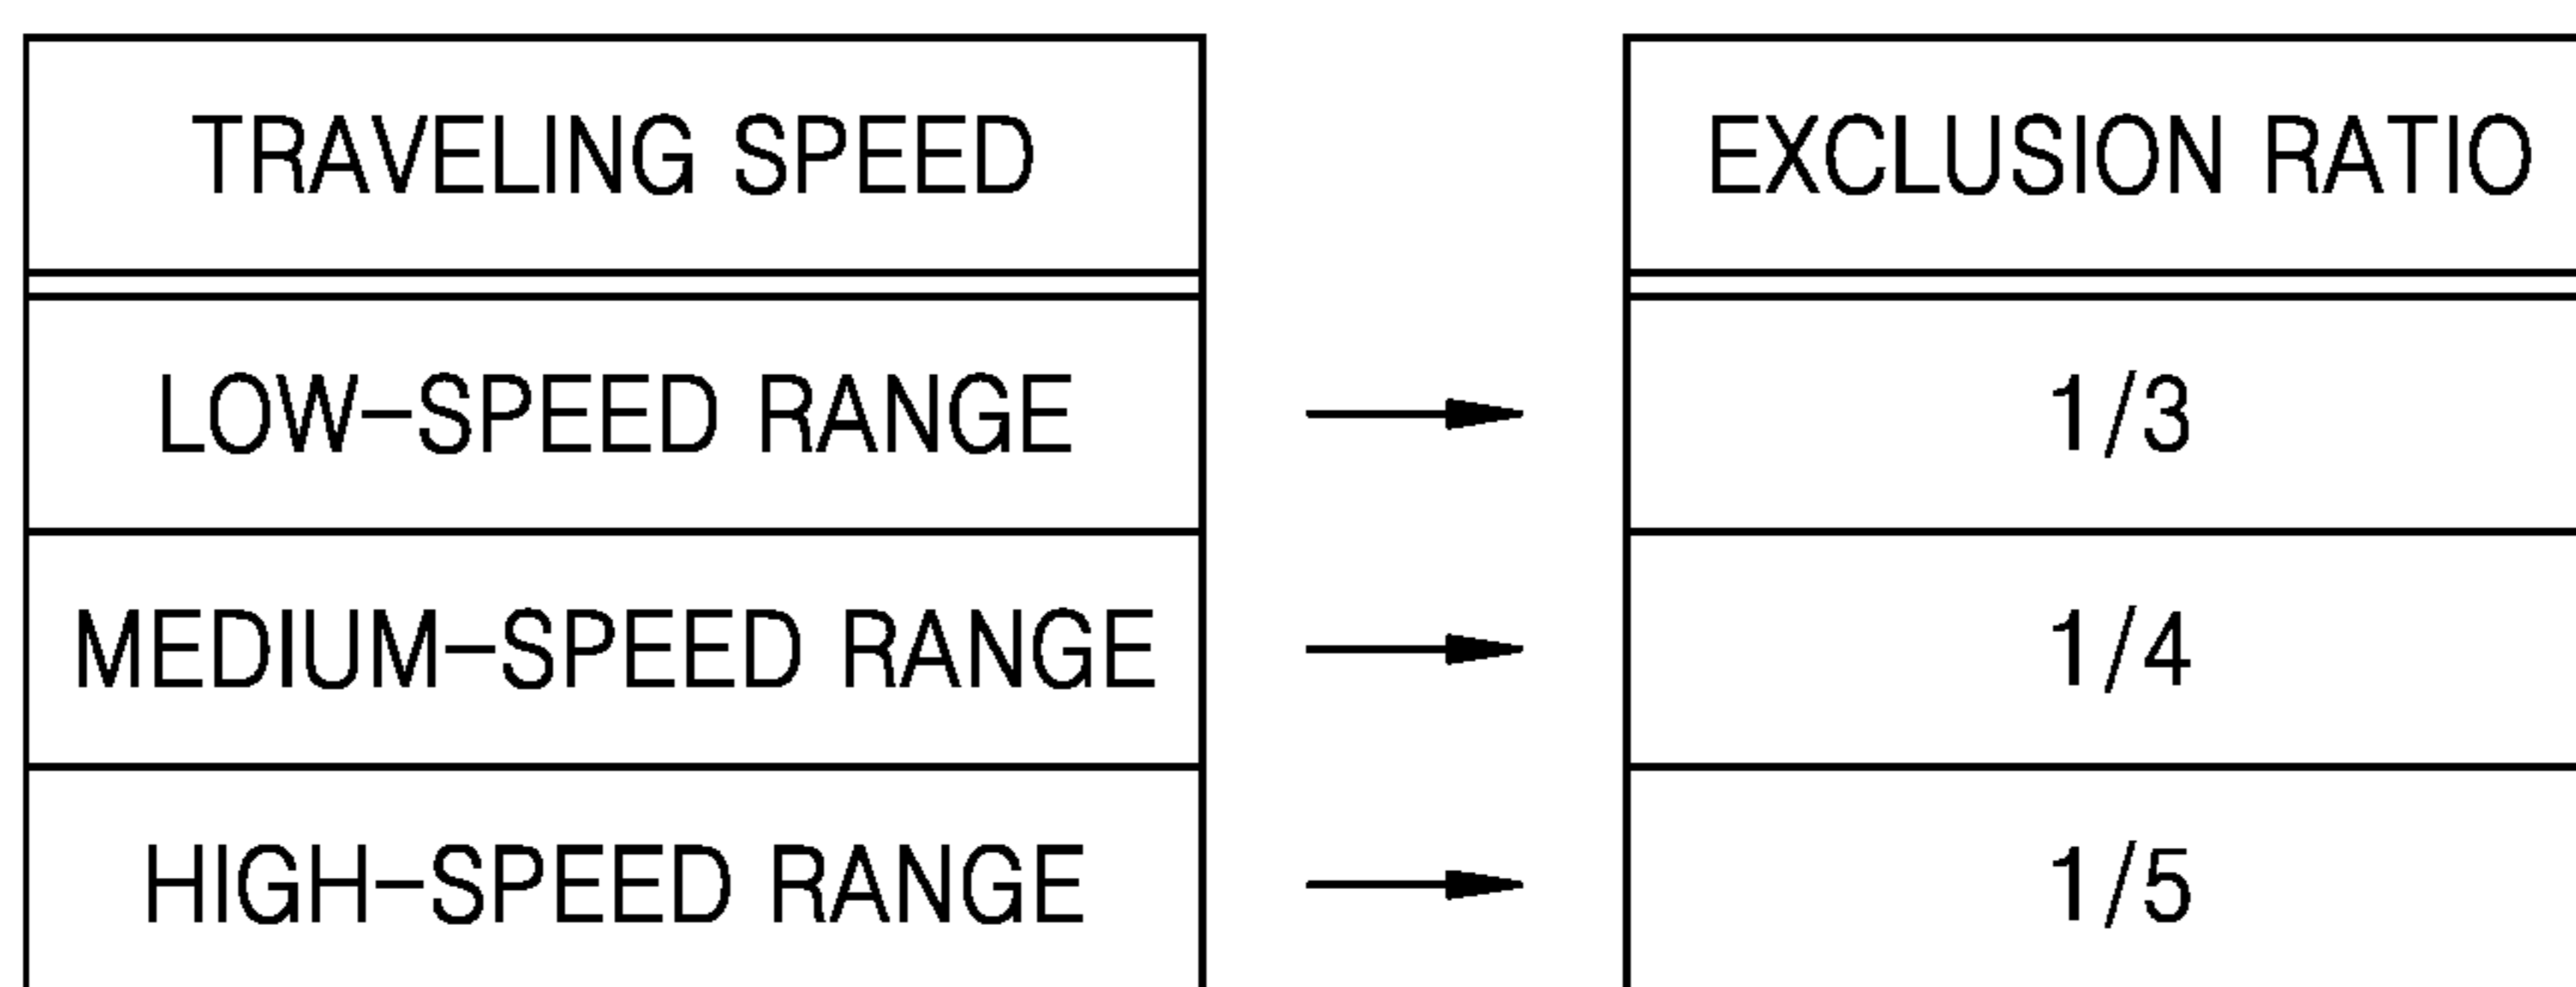 TRAVELING SPEED
EXCLUSION RATIO
LOW-SPEED RANGE
1/3
MEDIUM-SPEED RANGE
1/4
HIGH-SPEED RANGE
1/5